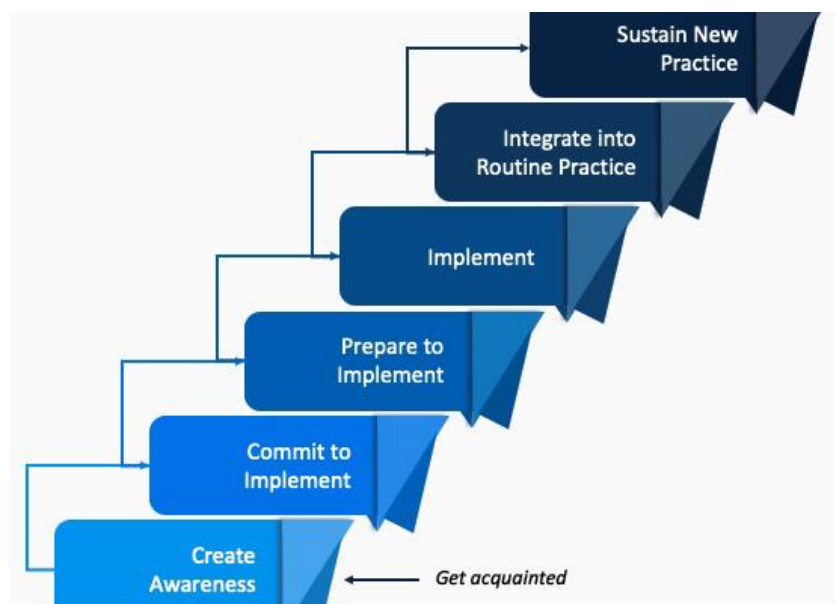 Sustain New
Practice
Integrate into
Routine Practice
Implement
Prepare to
Implement
Commit to
Implement
Create
Awareness
Get acquainted